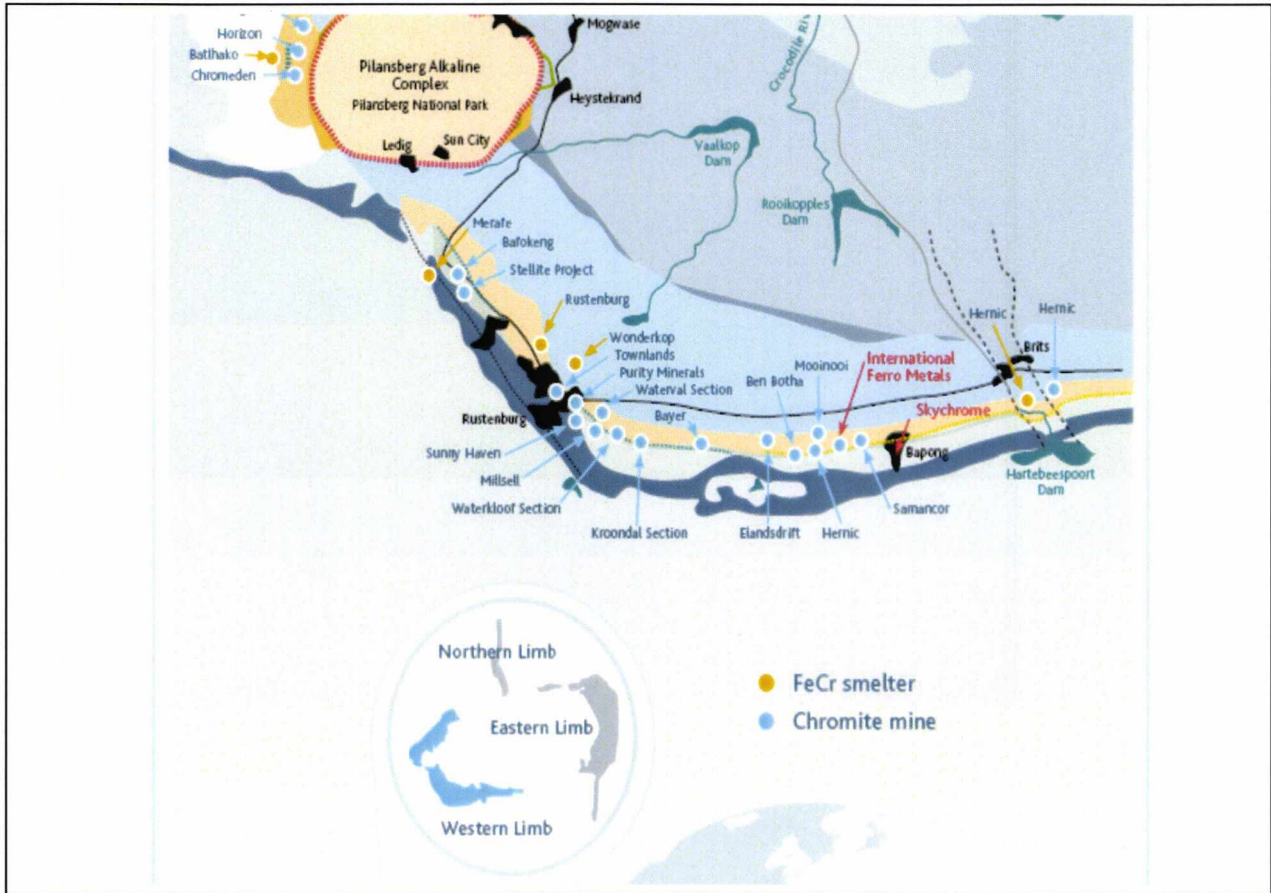 Horizon
Batlhako
Chromeden
Pilansberg Alkaline
Complex
Pilansberg National Park
Ledig
Sun City
Mogwase
Heystekrand
Crocodile Riv
Vaalkop
Dam
Rooikopples
Dam
Merafe
Bafokeng
Stellite Project
Rustenburg
Wonderkop
Townlands
Purity Minerals
Waterval Section
Bayer
Ben Botha
Mooinooi
International
Ferro Metals
Skychrome
Hernic
Hernic
Brits
Rustenburg
Sunny Haven
Millsell
Waterkloof Section
Kroondal Section
Elandsdrift
Hernic
Samancor
Bapong
Hartebeespoort
Dam
Northern Limb
Eastern Limb
Western Limb
FeCr smelter
Chromite mine